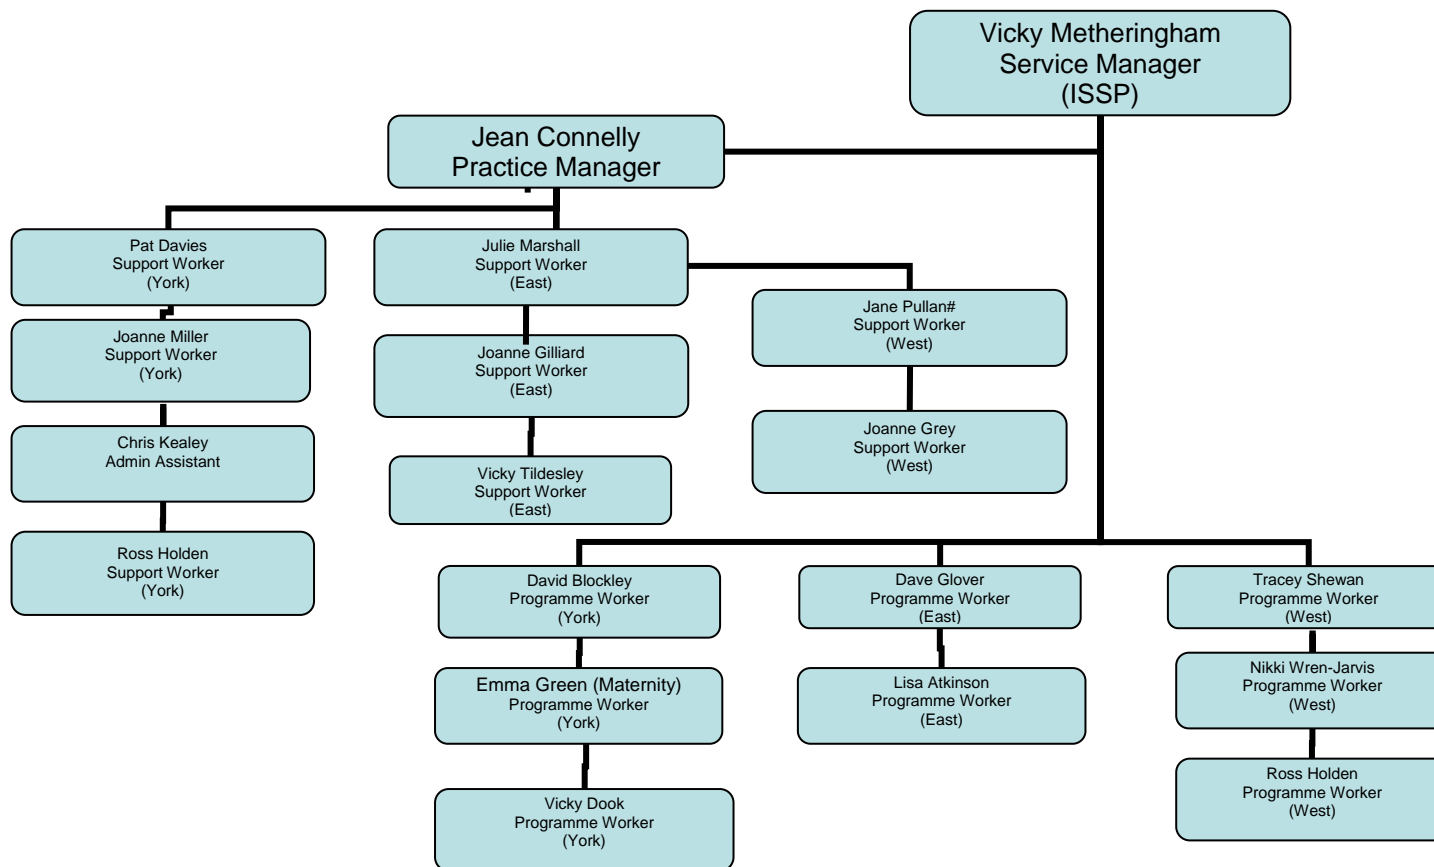 Vicky Metheringham
Service Manager
(ISSP)
Jean Connelly
Practice Manager
Pat Davies
Support Worker
(York)
Julie Marshall
Support Worker
(East)
Jane Pullan#
Support Worker
(West)
Joanne Miller
Support Worker
(York)
Joanne Gilliard
Support Worker
(East)
Joanne Grey
Support Worker
(West)
Chris Kealey
Admin Assistant
Vicky Tildesley
Support Worker
(East)
Ross Holden
Support Worker
(York)
David Blockley
Programme Worker
(York)
Dave Glover
Programme Worker
(East)
Tracey Shewan
Programme Worker
(West)
Emma Green (Maternity)
Programme Worker
(York)
Lisa Atkinson
Programme Worker
(East)
Nikki Wren-Jarvis
Programme Worker
(West)
Vicky Dook
Programme Worker
(York)
Ross Holden
Programme Worker
(West)